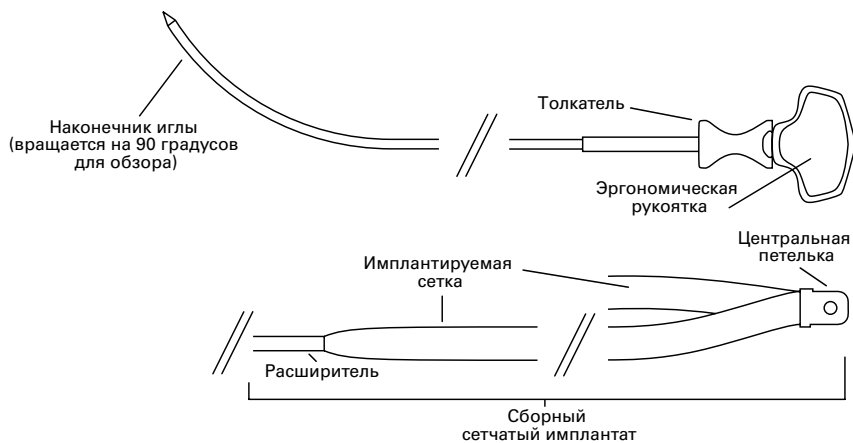 Наконечник иглы
(вращается на 90 градусов
для обзора)
Толкатель
Эргономическая
рукоятка
Центральная
петелька
Имплантируемая
сетка
Расширитель
Сборный
сетчатый имплантат